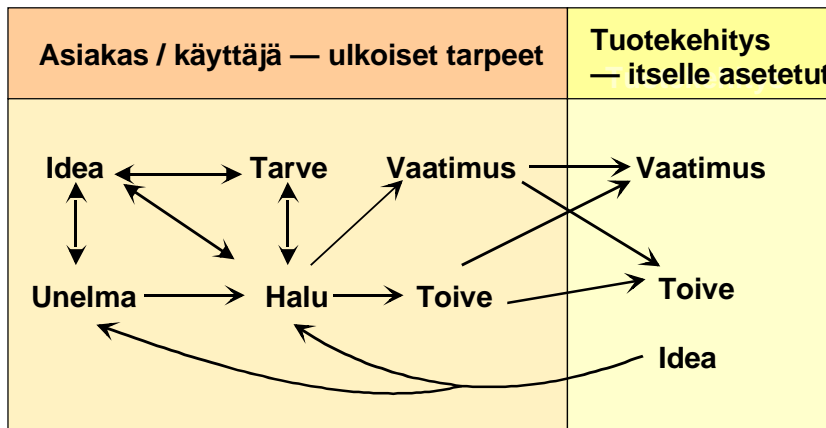 Asiakas / käyttäjä — ulkoiset tarpeet
Tuotekehitys
— itselle asetetut
Idea Tarve Vaatimus Vaatimus
Unelma Halu Toive Toive
Idea